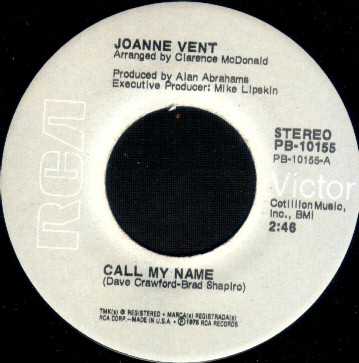 JOANNE VENT
Arranged by Clarence McDonald
Produced by Alan Abrahams
Executive Producer: Mike Lipskin
RCA
STEREO
PB-10155
PB-10155-A
Victor
Cotillion Music,
Inc., BMI
2:46
CALL MY NAME
(Dave Crawford-Brad Shapiro)
TMK(s) ® REGISTERED • MARCA(s) REGISTRADA(s)
RCA CORP.-MADE IN U.S.A. • ℗ 1975 RCA RECORDS